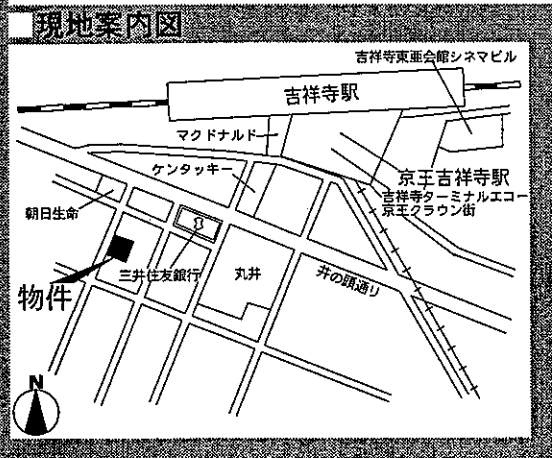 ■現地案内図
吉祥寺東亜会館シネマビル
吉祥寺駅
マクドナルド
ケンタッキー
京王吉祥寺駅
吉祥寺ターミナルエコー
京王クラウン街
朝日生命
三井住友銀行
丸井
井の頭通り
物件
N